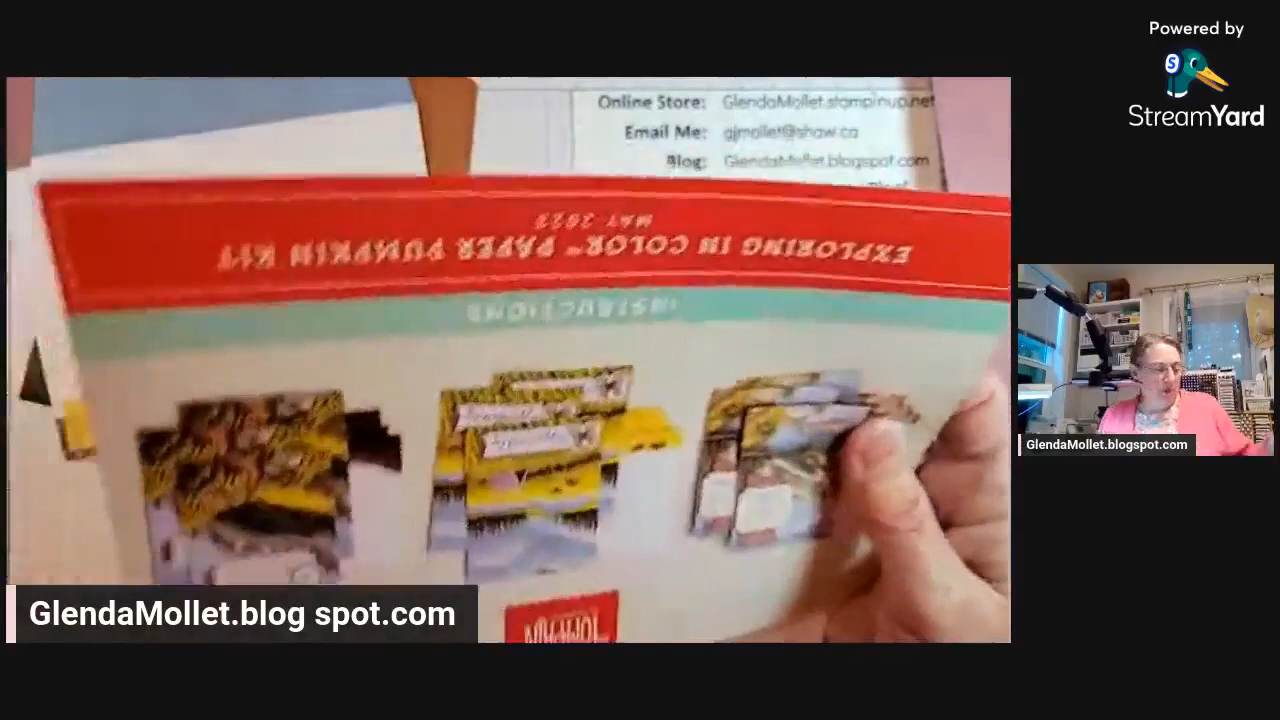 Powered by
StreamYard
Online Store: GlendaMollet.stampinup.net
Email Me: gjmollet@shaw.ca
Blog: GlendaMollet.blogspot.com
MAY 2022
EXPLORING IN COLOR™ PAPER PUMPKIN KIT
INSTRUCTIONS
GlendaMollet.blogspot.com
GlendaMollet.blog spot.com